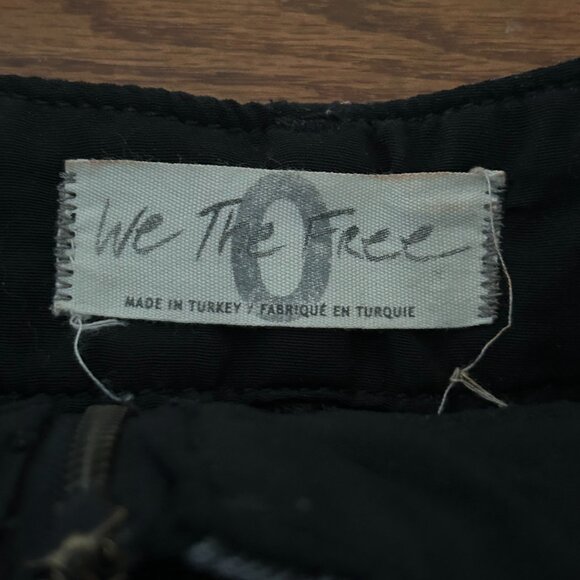 We The Free
0
MADE IN TURKEY / FABRIQUÉ EN TURQUIE